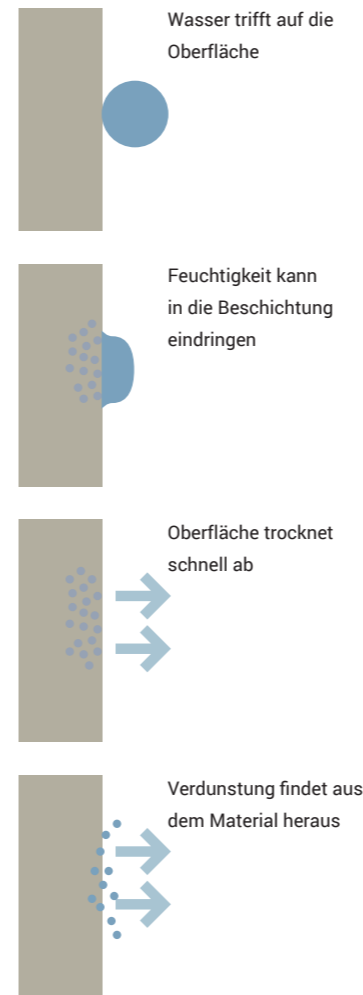 Wasser trifft auf die
Oberfläche
Feuchtigkeit kann
in die Beschichtung
eindringen
Oberfläche trocknet
schnell ab
Verdunstung findet aus
dem Material heraus